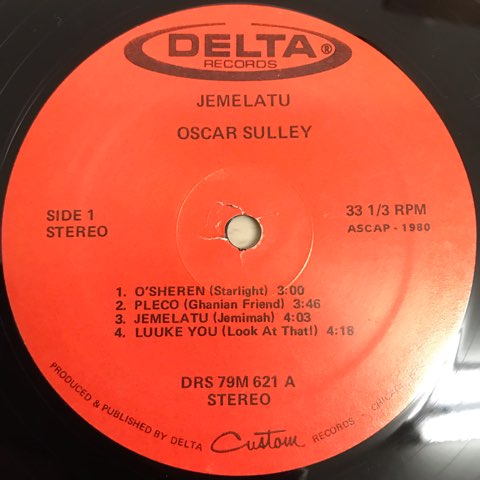 DELTA®
RECORDS
JEMELATU
OSCAR SULLEY
SIDE 1
STEREO
33 1/3 RPM
ASCAP - 1980
1. O'SHEREN (Starlight) 3:00
2. PLECO (Ghanian Friend) 3:46
3. JEMELATU (Jemimah) 4:03
4. LUUKE YOU (Look At That!) 4:18
DRS 79M 621 A
STEREO
PRODUCED & PUBLISHED BY DELTA Custom RECORDS -